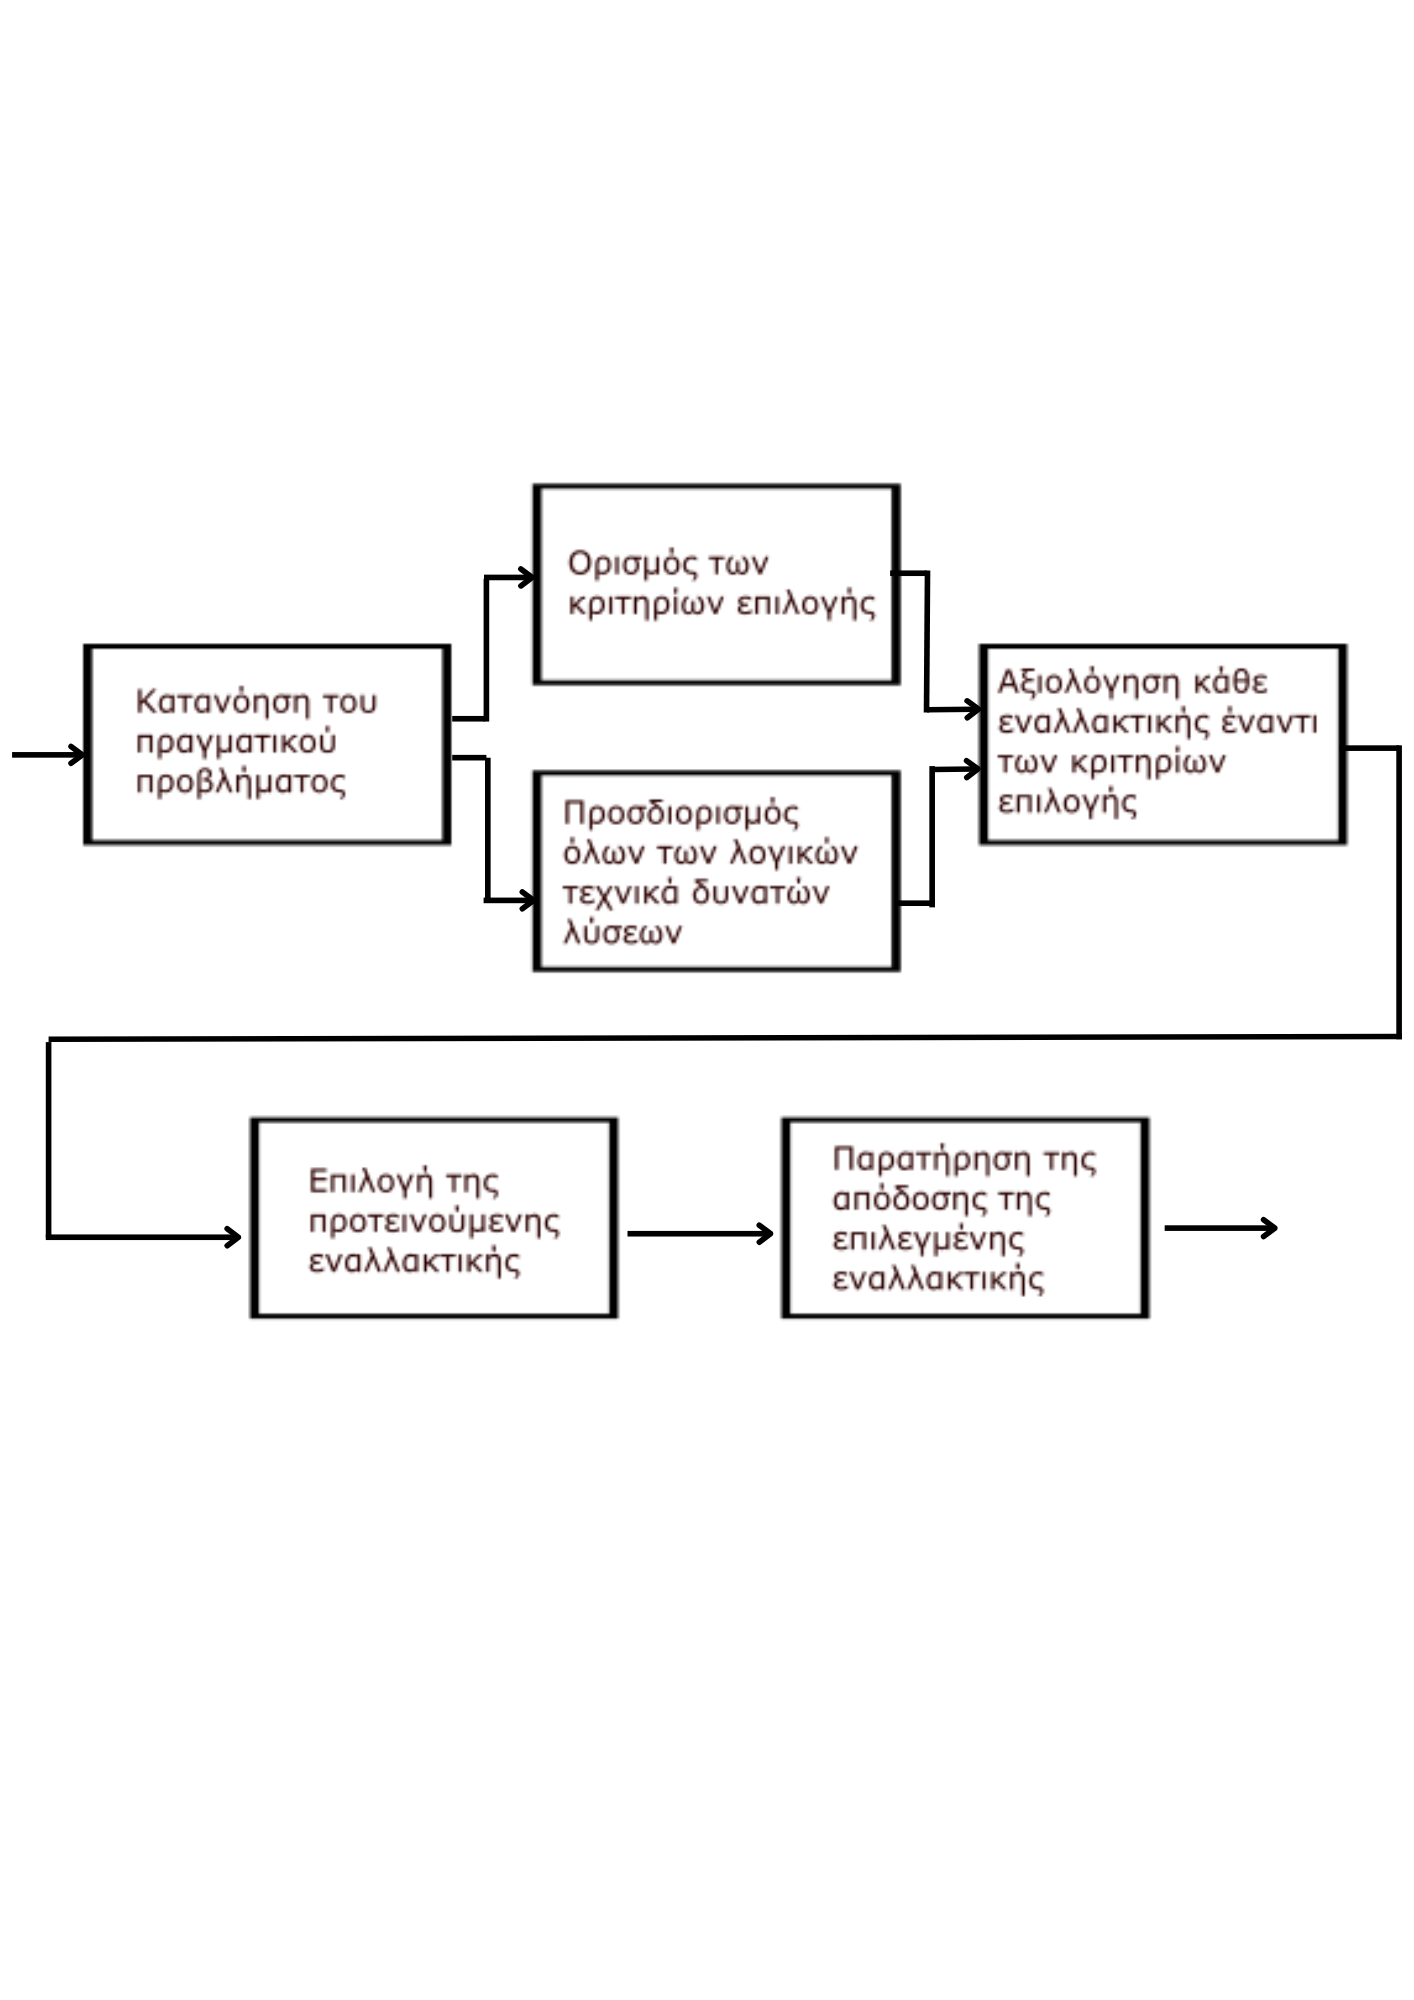 Κατανόηση του
πραγματικού
προβλήματος
Ορισμός των
κριτηρίων επιλογής
Προσδιορισμός
όλων των λογικών
τεχνικά δυνατών
λύσεων
Αξιολόγηση κάθε
εναλλακτικής έναντι
των κριτηρίων
επιλογής
Επιλογή της
προτεινούμενης
εναλλακτικής
Παρατήρηση της
απόδοσης της
επιλεγμένης
εναλλακτικής